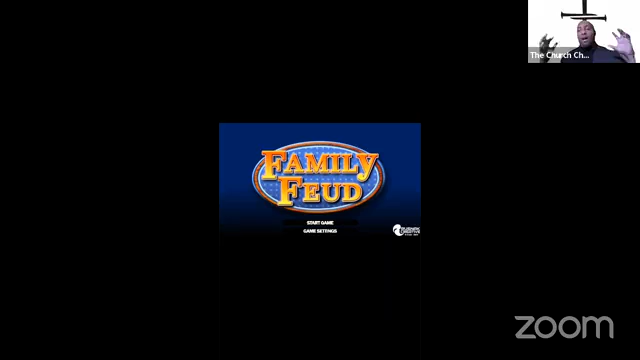 The Church Ch...
FAMILY
FEUD
START GAME
GAME SETTINGS
zoom